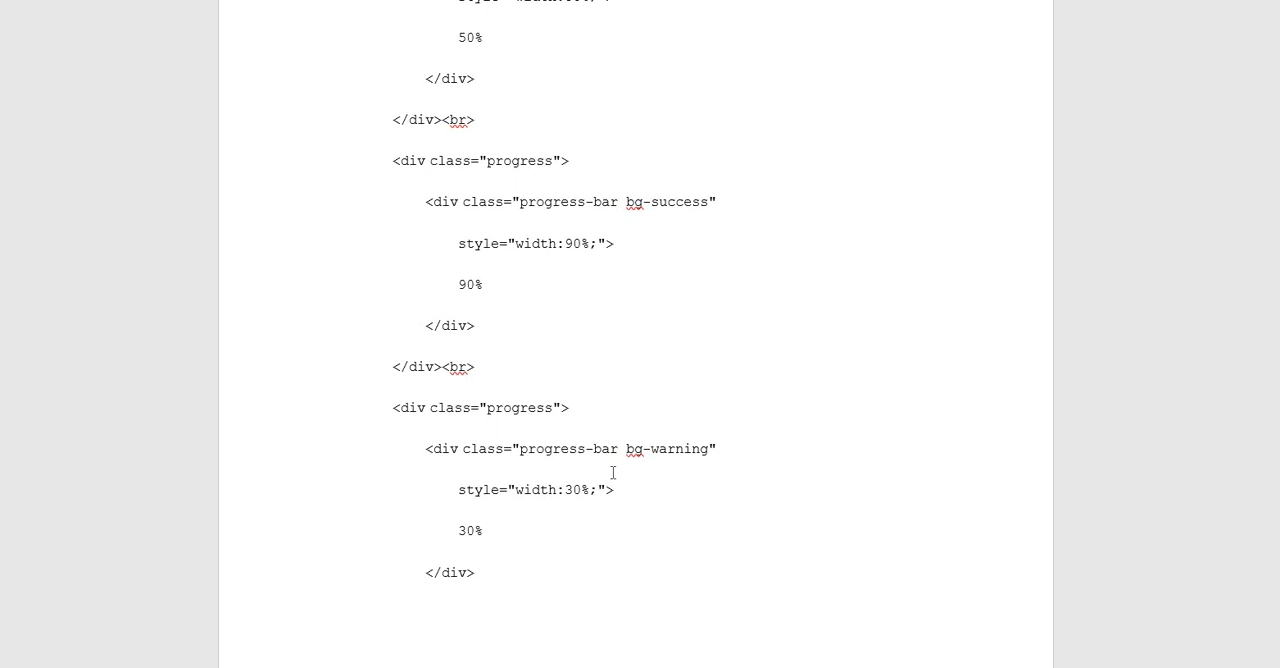 50%
</div>
</div><br>
<div class="progress">
<div class="progress-bar bg-success"
style="width:90%;">
90%
</div>
</div><br>
<div class="progress">
<div class="progress-bar bg-warning"
style="width:30%;">
30%
</div>